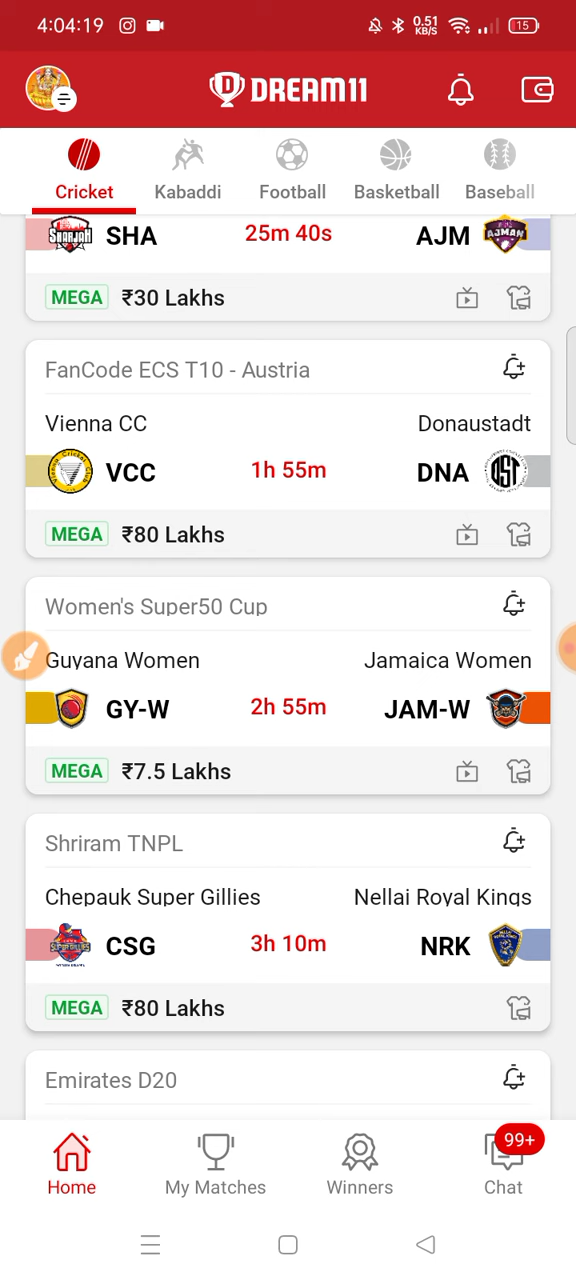 4:04:19
0.51 KB/S
15
DREAM11
Cricket Kabaddi Football Basketball Baseball
SHA 25m 40s AJM
MEGA ₹30 Lakhs
FanCode ECS T10 - Austria
Vienna CC Donaustadt
VCC 1h 55m DNA
MEGA ₹80 Lakhs
Women's Super50 Cup
Guyana Women Jamaica Women
GY-W 2h 55m JAM-W
MEGA ₹7.5 Lakhs
Shriram TNPL
Chepauk Super Gillies Nellai Royal Kings
CSG 3h 10m NRK
MEGA ₹80 Lakhs
Emirates D20
99+
Home My Matches Winners Chat